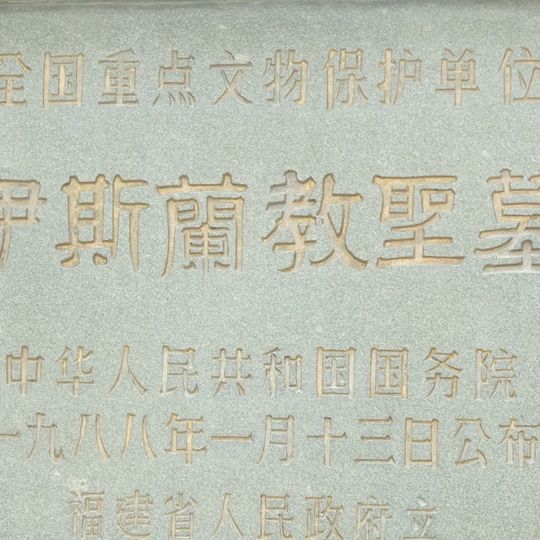 全国重点文物保护单位
伊斯蘭教聖墓
中华人民共和国国务院
一九八八年一月十三日公布
福建省人民政府立